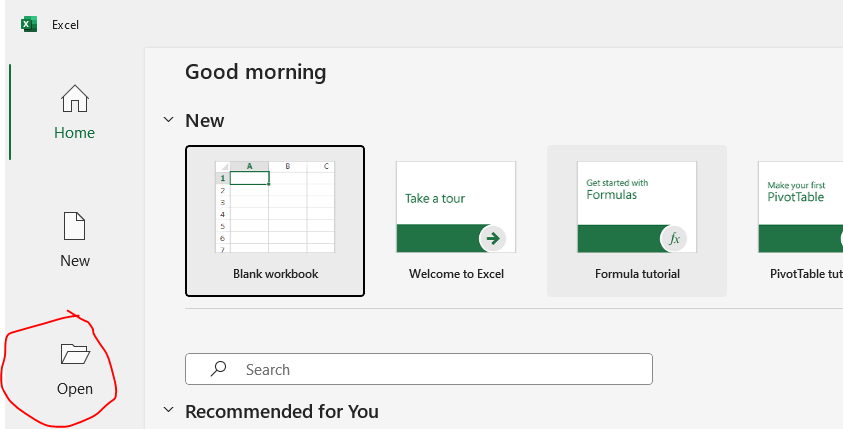 Excel
Good morning
Home
New
A B C
1
2
3
4
5
6
7
Blank workbook
Take a tour
Welcome to Excel
Get started with
Formulas
fx
Formula tutorial
Make your first
PivotTable
PivotTable tut
New
Open
Search
Recommended for You